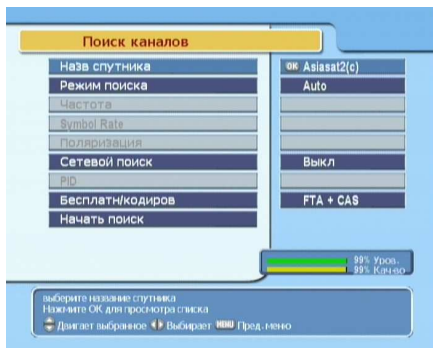 Поиск каналов
Назв спутника OK Asiasat2(c)
Режим поиска Auto
Частота
Symbol Rate
Поляризация
Сетевой поиск Выкл
PID
Бесплатн/кодиров FTA + CAS
Начать поиск
99% Уров.
99% Кач-во
выберите название спутника
Нажмите ОК для просмотра списка
Двигает выбранное Выбирает MENU Пред. меню